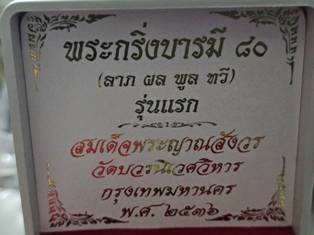 พระกริ่งบารมี ๘๐
(ลาภ ผล พูล ทวี)
รุ่นแรก
สมเด็จพระญาณสังวร
วัดบวรนิเวศวิหาร
กรุงเทพมหานคร
พ.ศ. ๒๕๓๖